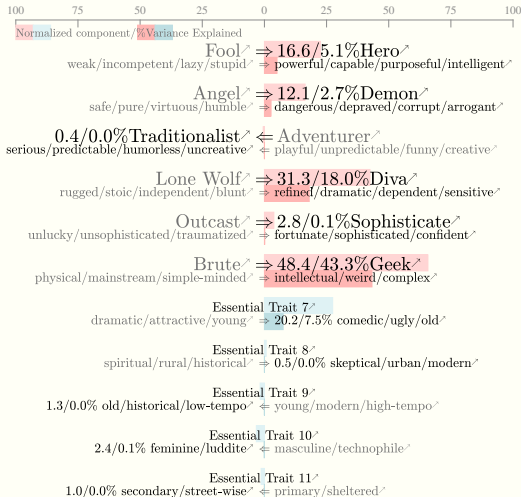 100 75 50 25 0 25 50 75 100
Normalized component/%Variance Explained
Fool↗ ⇒ 16.6/5.1%Hero↗
weak/incompetent/lazy/stupid↗ ⇒ powerful/capable/purposeful/intelligent↗
Angel↗ ⇒ 12.1/2.7%Demon↗
safe/pure/virtuous/humble↗ ⇒ dangerous/depraved/corrupt/arrogant↗
0.4/0.0%Traditionalist↗ ⇐ Adventurer↗
serious/predictable/humorless/uncreative↗ ⇐ playful/unpredictable/funny/creative↗
Lone Wolf↗ ⇒ 31.3/18.0%Diva↗
rugged/stoic/independent/blunt↗ ⇒ refined/dramatic/dependent/sensitive↗
Outcast↗ ⇒ 2.8/0.1%Sophisticate↗
unlucky/unsophisticated/traumatized↗ ⇒ fortunate/sophisticated/confident↗
Brute↗ ⇒ 48.4/43.3%Geek↗
physical/mainstream/simple-minded↗ ⇒ intellectual/weird/complex↗
Essential Trait 7↗
dramatic/attractive/young↗ ⇒ 20.2/7.5% comedic/ugly/old↗
Essential Trait 8↗
spiritual/rural/historical↗ ⇒ 0.5/0.0% skeptical/urban/modern↗
Essential Trait 9↗
1.3/0.0% old/historical/low-tempo↗ ⇐ young/modern/high-tempo↗
Essential Trait 10↗
2.4/0.1% feminine/luddite↗ ⇐ masculine/technophile↗
Essential Trait 11↗
1.0/0.0% secondary/street-wise↗ ⇐ primary/sheltered↗